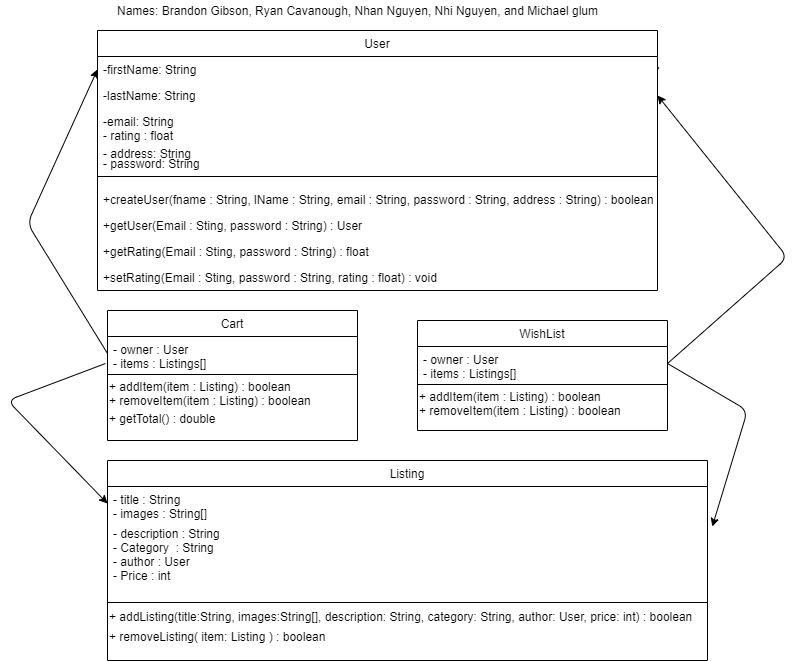 Names: Brandon Gibson, Ryan Cavanough, Nhan Nguyen, Nhi Nguyen, and Michael glum
User
-firstName: String
-lastName: String
-email: String
- rating : float
- address: String
- password: String
+createUser(fname : String, lName : String, email : String, password : String, address : String) : boolean
+getUser(Email : Sting, password : String) : User
+getRating(Email : Sting, password : String) : float
+setRating(Email : Sting, password : String, rating : float) : void
Cart
- owner : User
- items : Listings[]
+ addItem(item : Listing) : boolean
+ removeItem(item : Listing) : boolean
+ getTotal() : double
WishList
- owner : User
- items : Listings[]
+ addItem(item : Listing) : boolean
+ removeItem(item : Listing) : boolean
Listing
- title : String
- images : String[]
- description : String
- Category : String
- author : User
- Price : int
+ addListing(title:String, images:String[], description: String, category: String, author: User, price: int) : boolean
+ removeListing( item: Listing ) : boolean